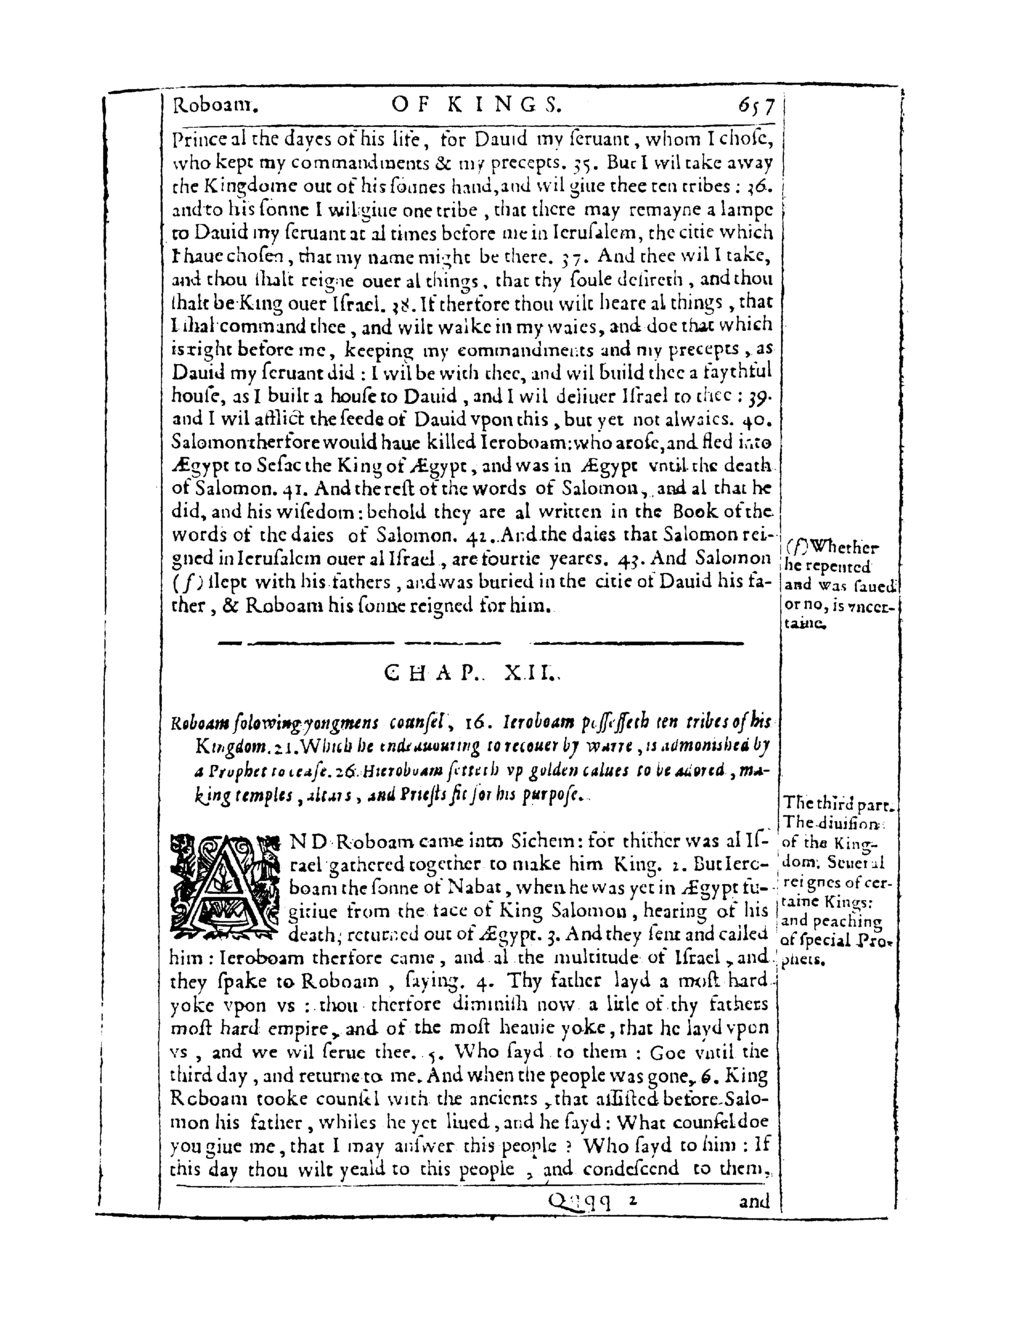 Roboam. OF KINGS. 657
Prince al the dayes of his life, for Dauid my ſeruant, whom I choſe,
who kept my commandments & my precepts. 35. But I wil take away
the Kingdome out of his ſonnes hand, and wil giue thee ten tribes: 36.
and to his ſonne I wil giue one tribe, that there may remayne a lampe
to Dauid my ſeruant at al times before me in Ieruſalem, the citie which
I haue choſen, that my name might be there. 37. And thee wil I take,
and thou ſhalt reigne ouer al things, that thy ſoule deſireth, and thou
ſhalt be King ouer Iſrael. 38. If therfore thou wilt heare al things, that
I ſhal command thee, and wilt walke in my waies, and doe that which
is right before me, keeping my commandments and my precepts, as
Dauid my ſeruant did: I wil be with thee, and wil build thee a faythful
houſe, as I built a houſe to Dauid, and I wil deliuer Iſrael to thee: 39.
and I wil afflict the ſeede of Dauid vpon this, but yet not alwaies. 40.
Salomon therfore would haue killed Ieroboam: who aroſe, and fled into
Ægypt to Seſac the King of Ægypt, and was in Ægypt vntil the death
of Salomon. 41. And the reſt of the words of Salomon, and al that he
did, and his wiſedom: behold they are al written in the Book of the
words of the daies of Salomon. 42. And the daies that Salomon rei-
gned in Ieruſalem ouer al Iſrael, are fourtie yeares. 43. And Salomon
(f) ſlept with his fathers, and was buried in the citie of Dauid his fa-
ther, & Roboam his ſonne reigned for him.
(f) Whether
he repented
and was ſaued
or no, is vncer-
taine.
CHAP. XII.
Roboam folowing yongmens counſel, 16. Ieroboam poſſeſſeth ten tribes of his
Kingdom. 21. Which he endeauouring to recouer by warre, is admonished by
a Prophet to ceaſe. 26. Hieroboam ſetteth vp golden calues to be adored, ma-
king temples, altars, and Prieſts fit for his purpoſe.
AND Roboam came into Sichem: for thither was al Iſ-
rael gathered together to make him King. 2. But Iero-
boam the ſonne of Nabat, when he was yet in Ægypt fu-
gitiue from the face of King Salomon, hearing of his
death, returned out of Ægypt. 3. And they ſent and called
him: Ieroboam therfore came, and al the multitude of Iſrael, and
they ſpake to Roboam, ſaying. 4. Thy father layd a moſt hard
yoke vpon vs: thou therfore diminiſh now a litle of thy fathers
moſt hard empire, and of the moſt heauie yoke, that he layd vpon
vs, and we wil ſerue thee. 5. Who ſayd to them: Goe vntil the
third day, and returne to me. And when the people was gone, 6. King
Roboam tooke counſel with the ancients, that aſſiſted before Salo-
mon his father, whiles he yet liued, and he ſayd: What counſel doe
you giue me, that I may anſwer this people? Who ſayd to him: If
this day thou wilt yeald to this people, and condeſcend to them,
The third part.
The diuiſion
of the King-
dom. Seueral
reignes of cer-
taine Kings:
and peaching
of ſpecial Pro-
phets.
Qqqq 2 and